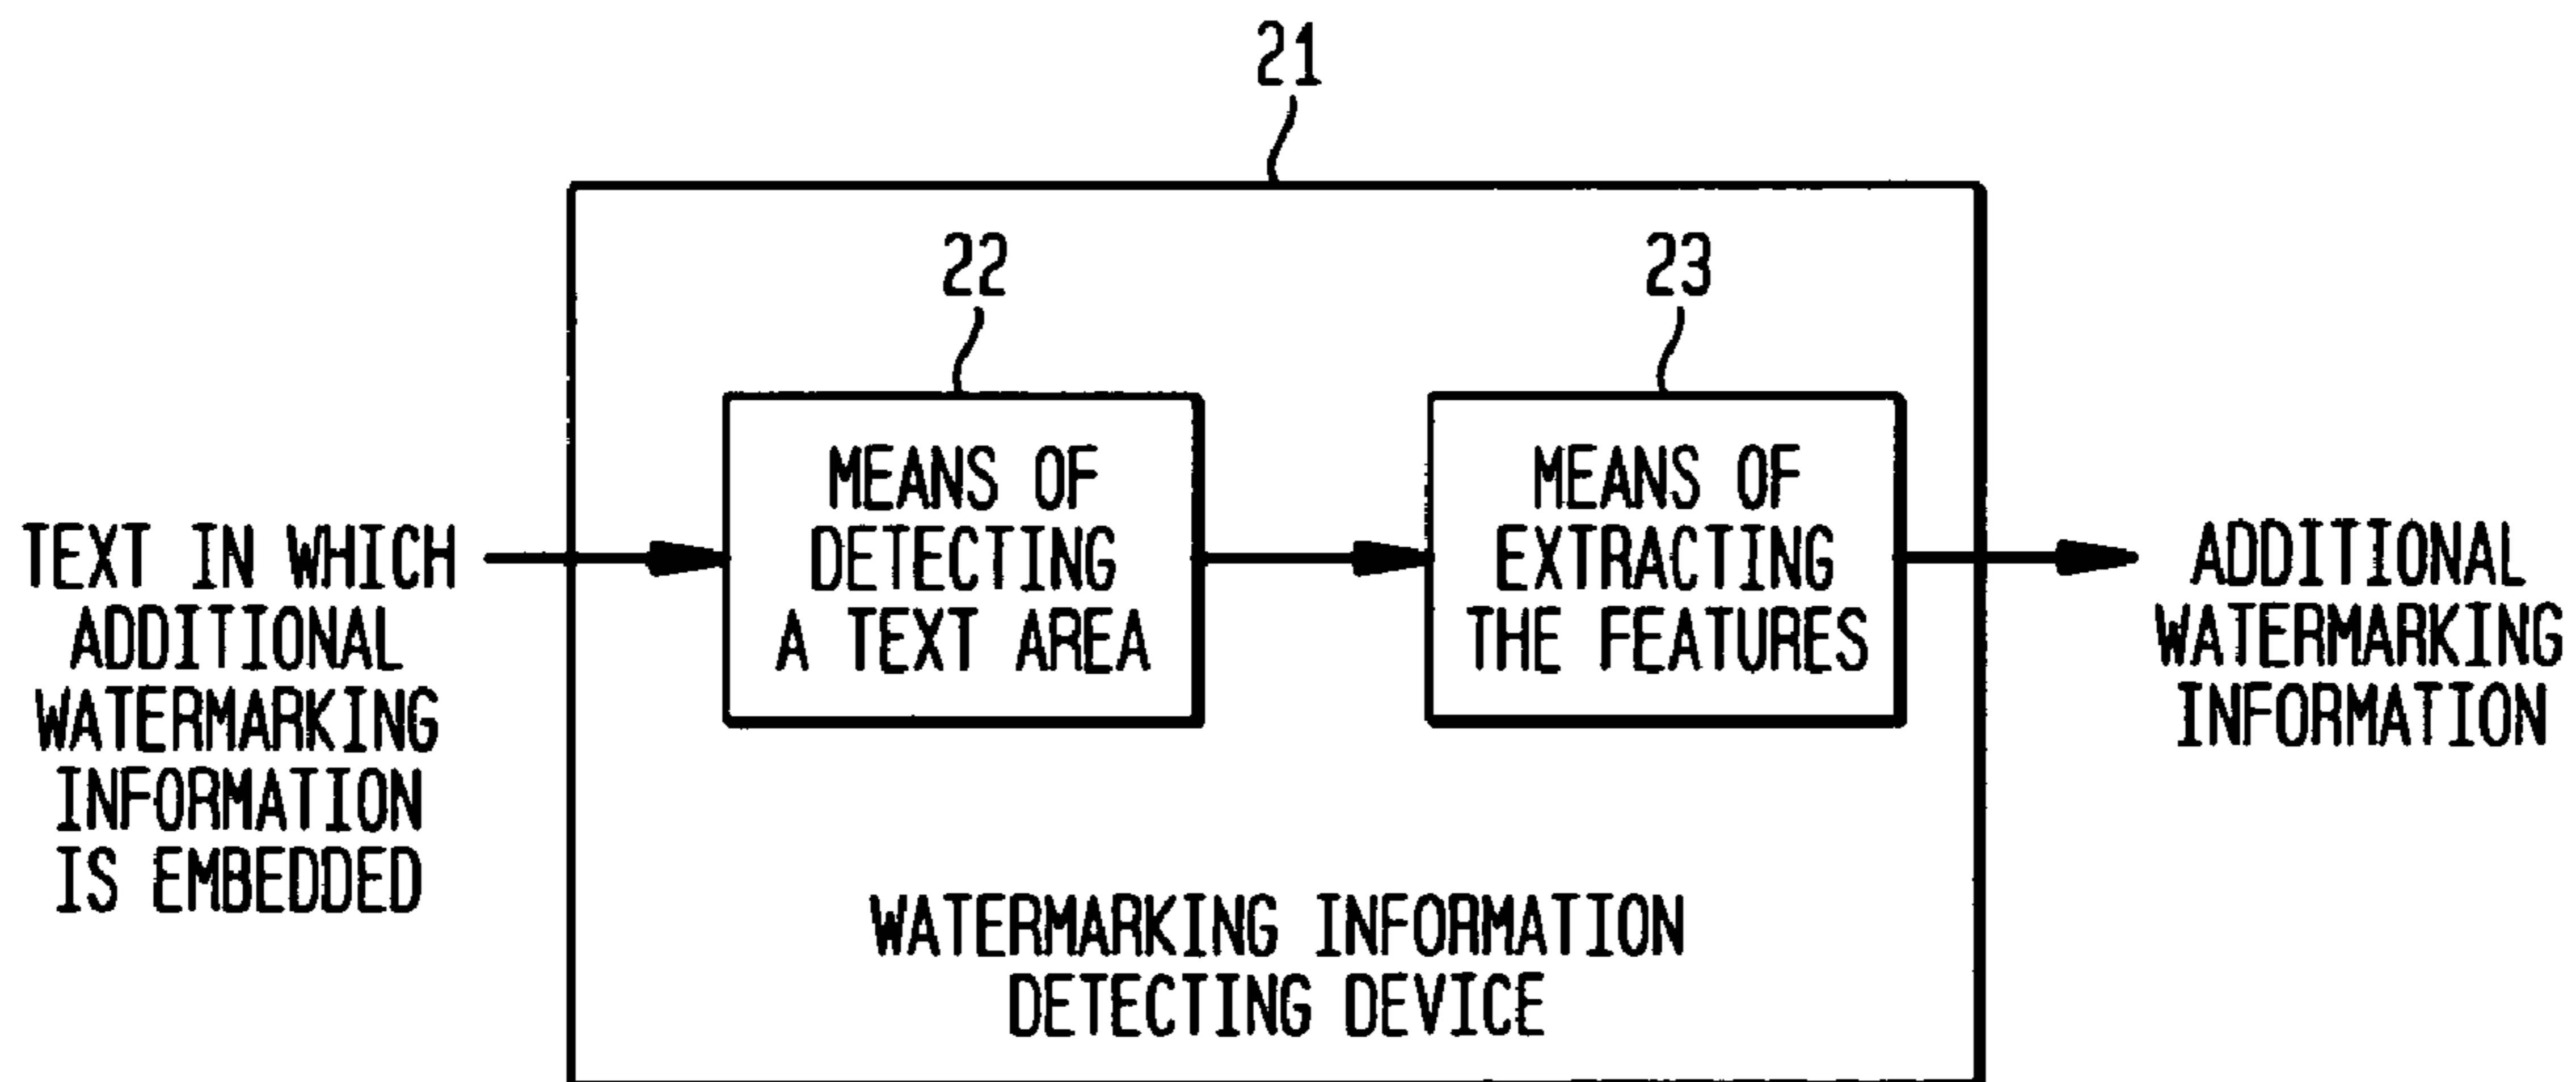 21
22
23
TEXT IN WHICH
ADDITIONAL
WATERMARKING
INFORMATION
IS EMBEDDED
MEANS OF
DETECTING
A TEXT AREA
MEANS OF
EXTRACTING
THE FEATURES
ADDITIONAL
WATERMARKING
INFORMATION
WATERMARKING INFORMATION
DETECTING DEVICE